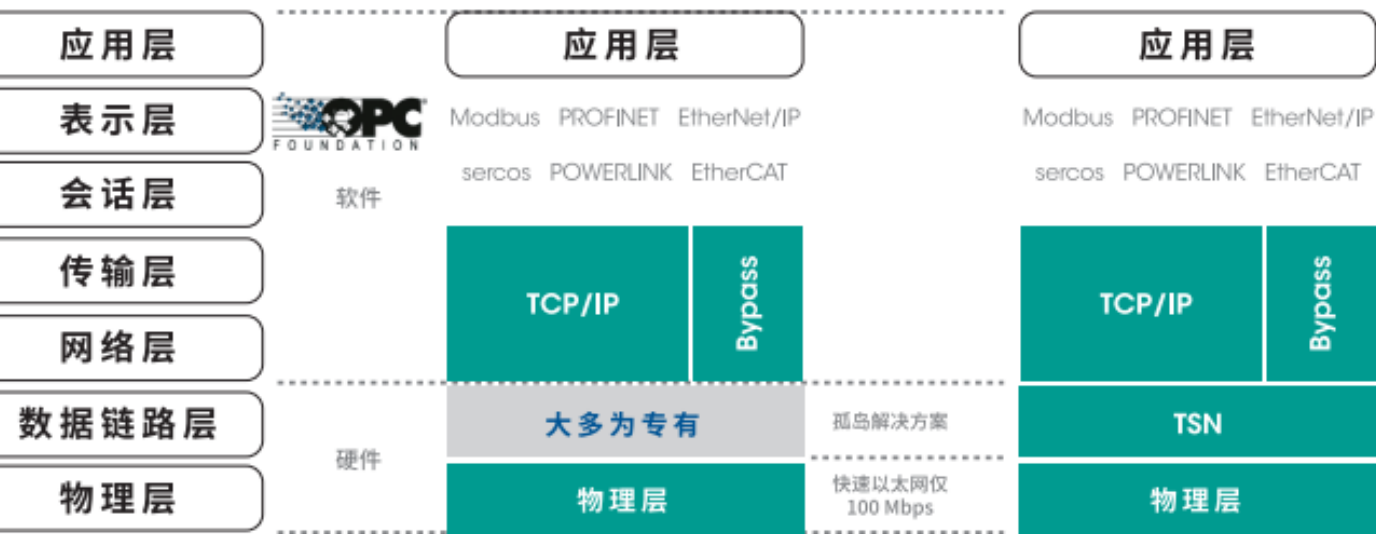 应用层
表示层
会话层
传输层
网络层
数据链路层
物理层
OPC
FOUNDATION
软件
硬件
应用层
Modbus PROFINET EtherNet/IP
sercos POWERLINK EtherCAT
TCP/IP
Bypass
大多为专有
物理层
孤岛解决方案
快速以太网仅
100 Mbps
应用层
Modbus PROFINET EtherNet/IP
sercos POWERLINK EtherCAT
TCP/IP
Bypass
TSN
物理层